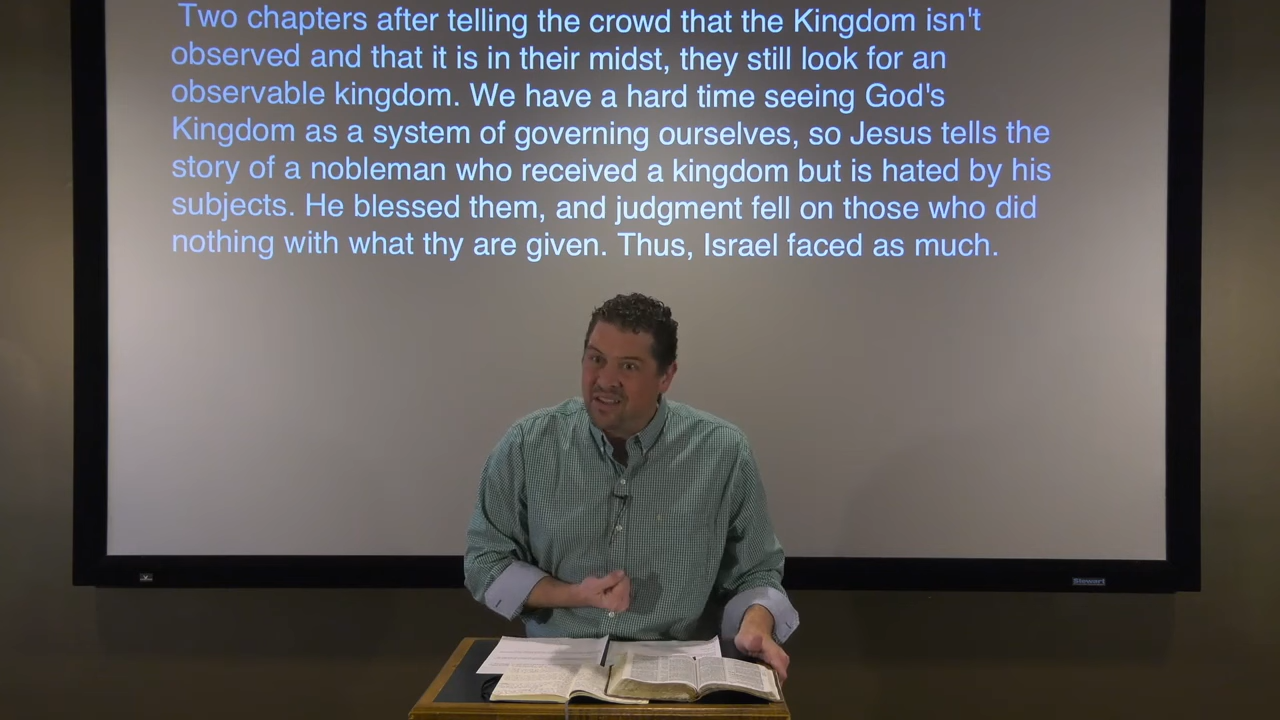 Two chapters after telling the crowd that the Kingdom isn't
observed and that it is in their midst, they still look for an
observable kingdom. We have a hard time seeing God's
Kingdom as a system of governing ourselves, so Jesus tells the
story of a nobleman who received a kingdom but is hated by his
subjects. He blessed them, and judgment fell on those who did
nothing with what thy are given. Thus, Israel faced as much.
Stewart